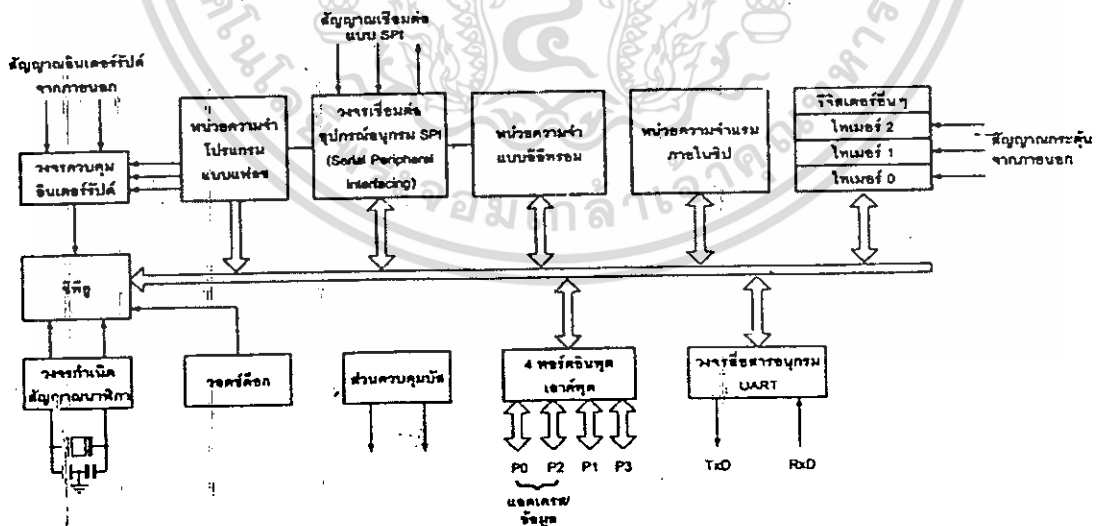 สัญญาณเชื่อมต่อ
แบบ SPI
สัญญาณอินเตอร์รัปต์
จากภายนอก
วงจรควบคุม
อินเตอร์รัปต์
หน่วยความจำ
โปรแกรม
แบบแฟลช
วงจรเชื่อมต่อ
อุปกรณ์อนุกรม SPI
(Serial Peripheral
Interfacing)
หน่วยความจำ
แบบอีอีพรอม
หน่วยความจำแรม
ภายในชิป
รีจิสเตอร์อื่น ๆ
ไทเมอร์ 2
ไทเมอร์ 1
ไทเมอร์ 0
สัญญาณกระตุ้น
จากภายนอก
ซีพียู
วงจรกำเนิด
สัญญาณนาฬิกา
วอตช์ด็อก
ส่วนควบคุมบัส
4 พอร์ตอินพุต
เอาต์พุต
วงจรสื่อสารอนุกรม
UART
P0 P2 P1 P3
TxD RxD
แอดเดรส/
ข้อมูล